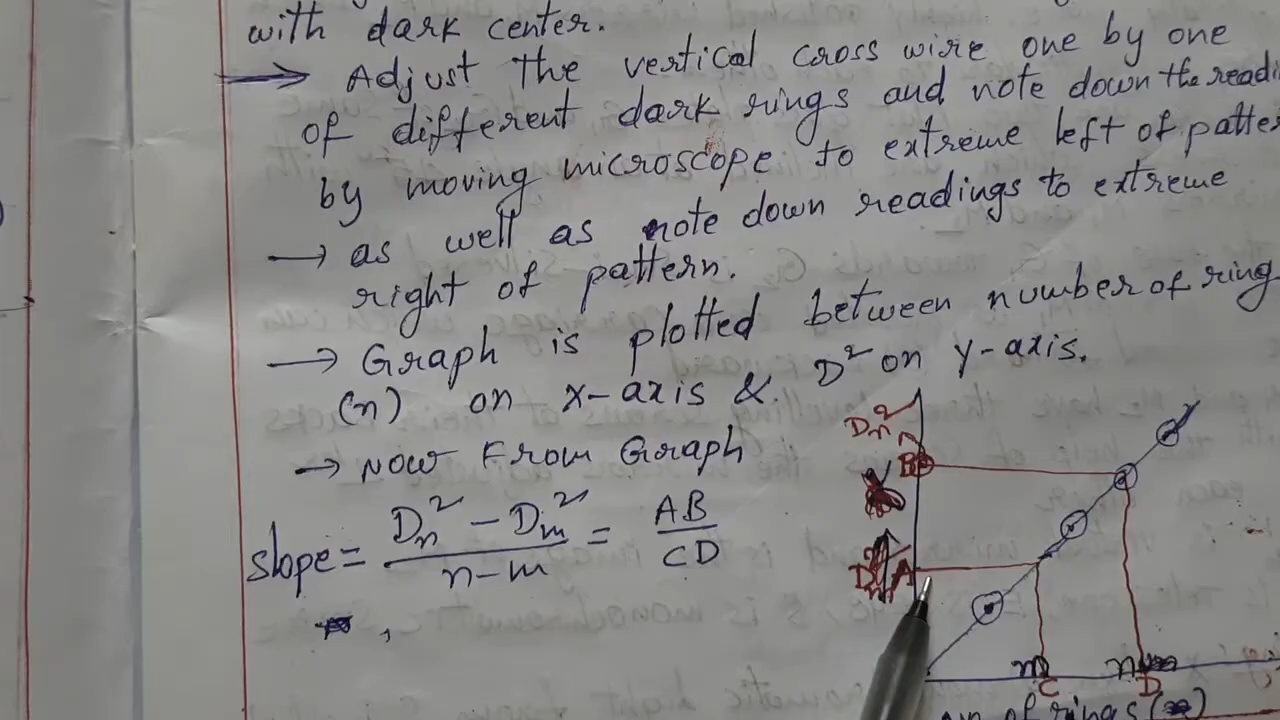 with dark center.
→ Adjust the vertical cross wire one by one
of different dark rings and note down the readi
by moving microscope to extreme left of patter
→ as well as note down readings to extreme
right of pattern.
→ Graph is plotted between number of ring
(n) on x-axis & D² on y-axis.
→ Now From Graph
slope = Dn² - Dm² / n-m = AB / CD
Dn²
B
A
m n
C D
of rings